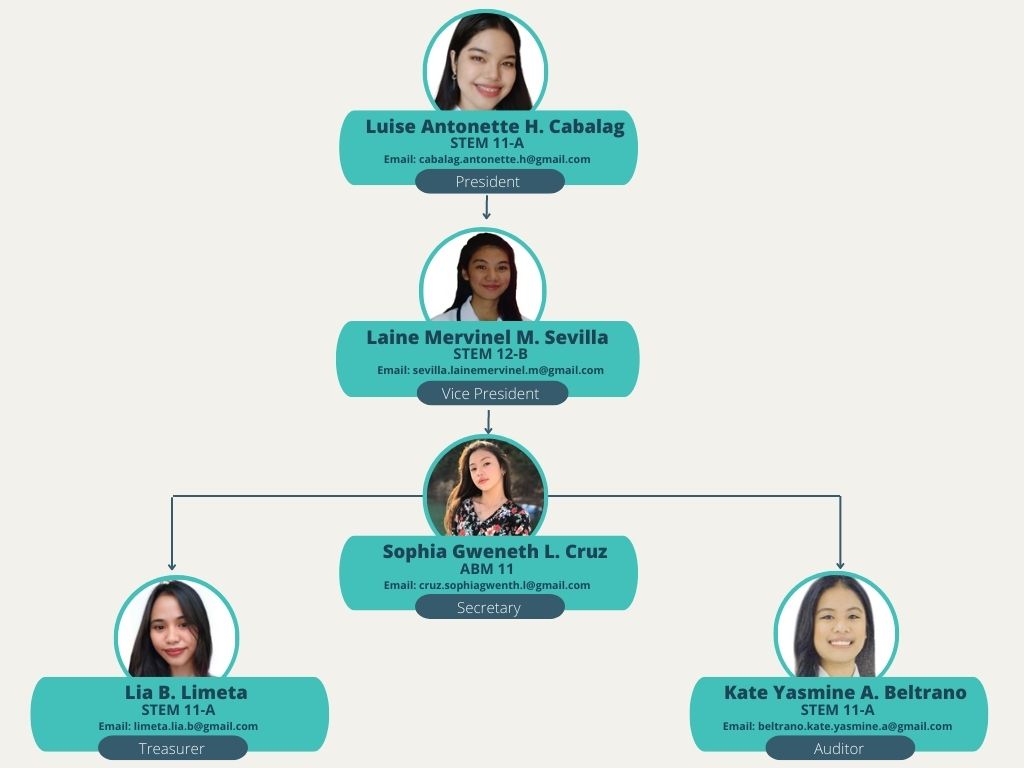 Luise Antonette H. Cabalag
STEM 11-A
Email: cabalag.antonette.h@gmail.com
President
Laine Mervinel M. Sevilla
STEM 12-B
Email: sevilla.lainemervinel.m@gmail.com
Vice President
Sophia Gweneth L. Cruz
ABM 11
Email: cruz.sophiagwenth.l@gmail.com
Secretary
Lia B. Limeta
STEM 11-A
Email: limeta.lia.b@gmail.com
Treasurer
Kate Yasmine A. Beltrano
STEM 11-A
Email: beltrano.kate.yasmine.a@gmail.com
Auditor